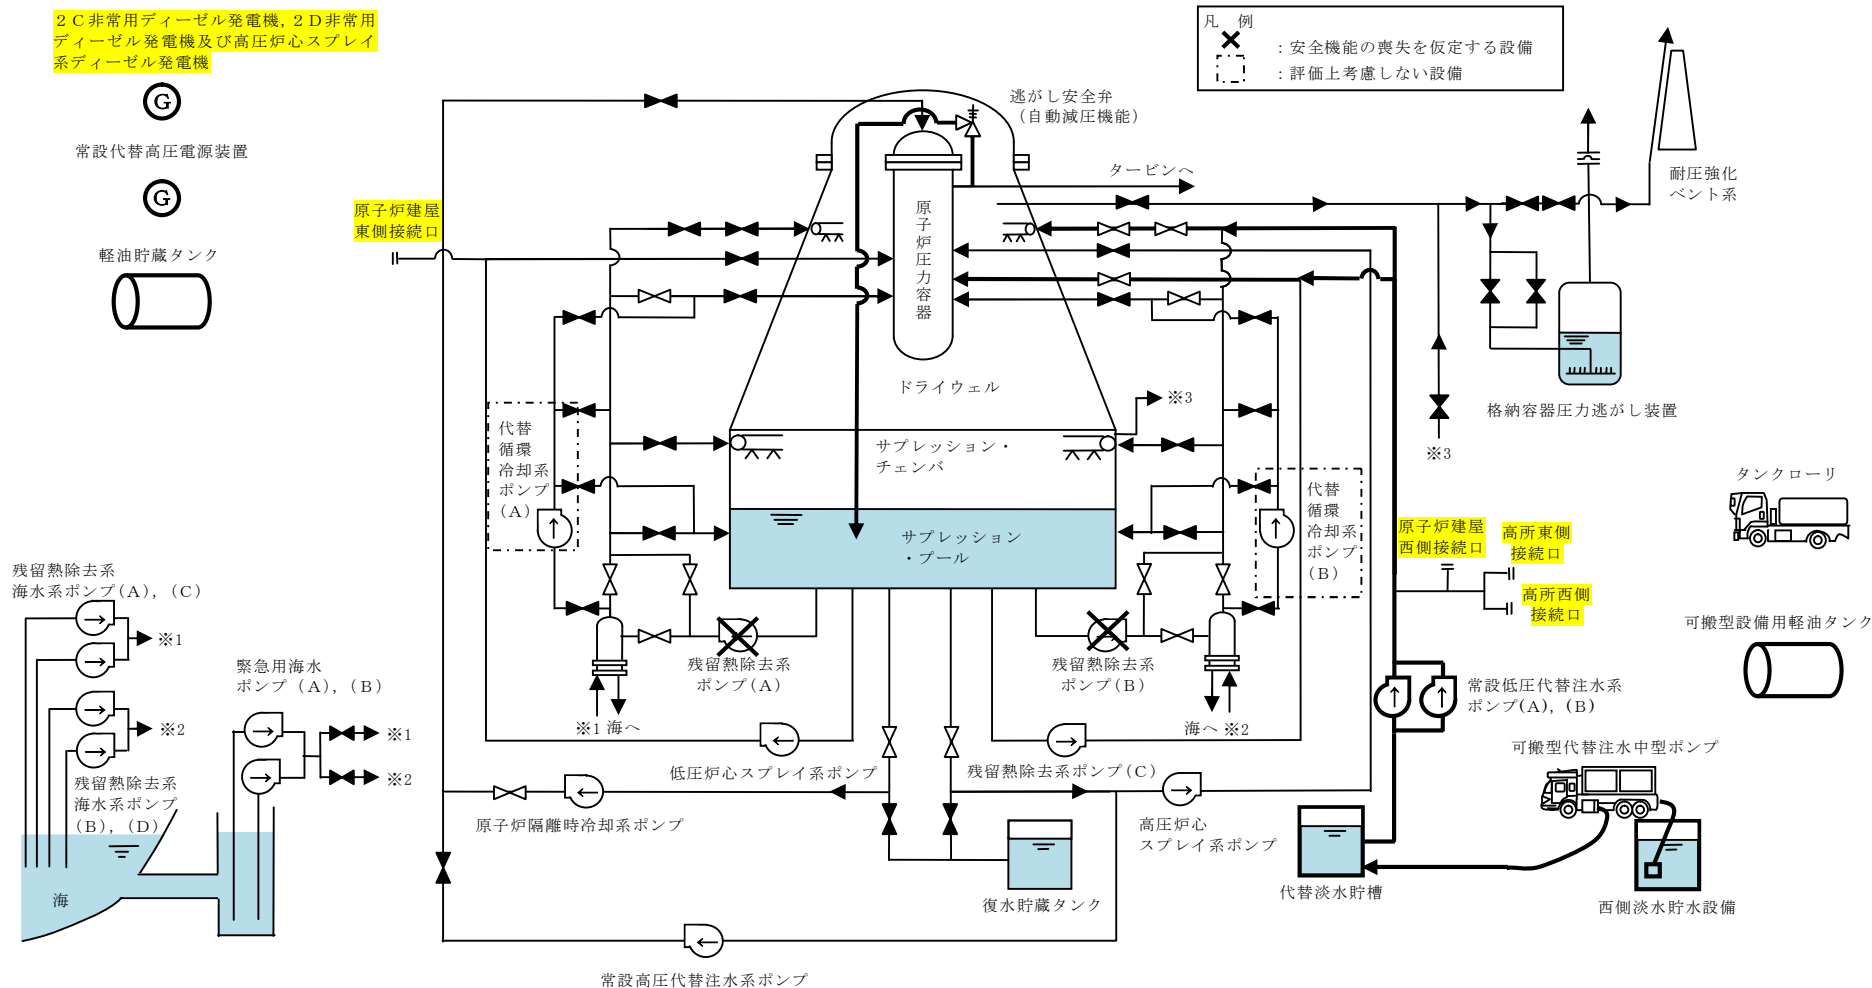 ２Ｃ非常用ディーゼル発電機，２Ｄ非常用
ディーゼル発電機及び高圧炉心スプレイ
系ディーゼル発電機
G
常設代替高圧電源装置
G
軽油貯蔵タンク
凡　例
：安全機能の喪失を仮定する設備
：評価上考慮しない設備
逃がし安全弁
（自動減圧機能）
タービンへ
耐圧強化
ベント系
原子炉建屋
東側接続口
原子炉圧力容器
ドライウェル
※3
サプレッション・
チェンバ
サプレッション
・プール
格納容器圧力逃がし装置
※3
代替
循環
冷却系
ポンプ
（A）
代替
循環
冷却系
ポンプ
（B）
原子炉建屋
西側接続口
高所東側
接続口
高所西側
接続口
タンクローリ
可搬型設備用軽油タンク
残留熱除去系
海水系ポンプ(A)，（C）
※1
※2
残留熱除去系
海水系ポンプ
（B），（D）
海
緊急用海水
ポンプ（A），（B）
※1
※2
残留熱除去系
ポンプ(A)
※1 海へ
残留熱除去系
ポンプ(B)
海へ ※2
低圧炉心スプレイ系ポンプ
残留熱除去系ポンプ(C)
原子炉隔離時冷却系ポンプ
高圧炉心
スプレイ系ポンプ
復水貯蔵タンク
常設高圧代替注水系ポンプ
常設低圧代替注水系
ポンプ(A)，(B)
可搬型代替注水中型ポンプ
代替淡水貯槽
西側淡水貯水設備